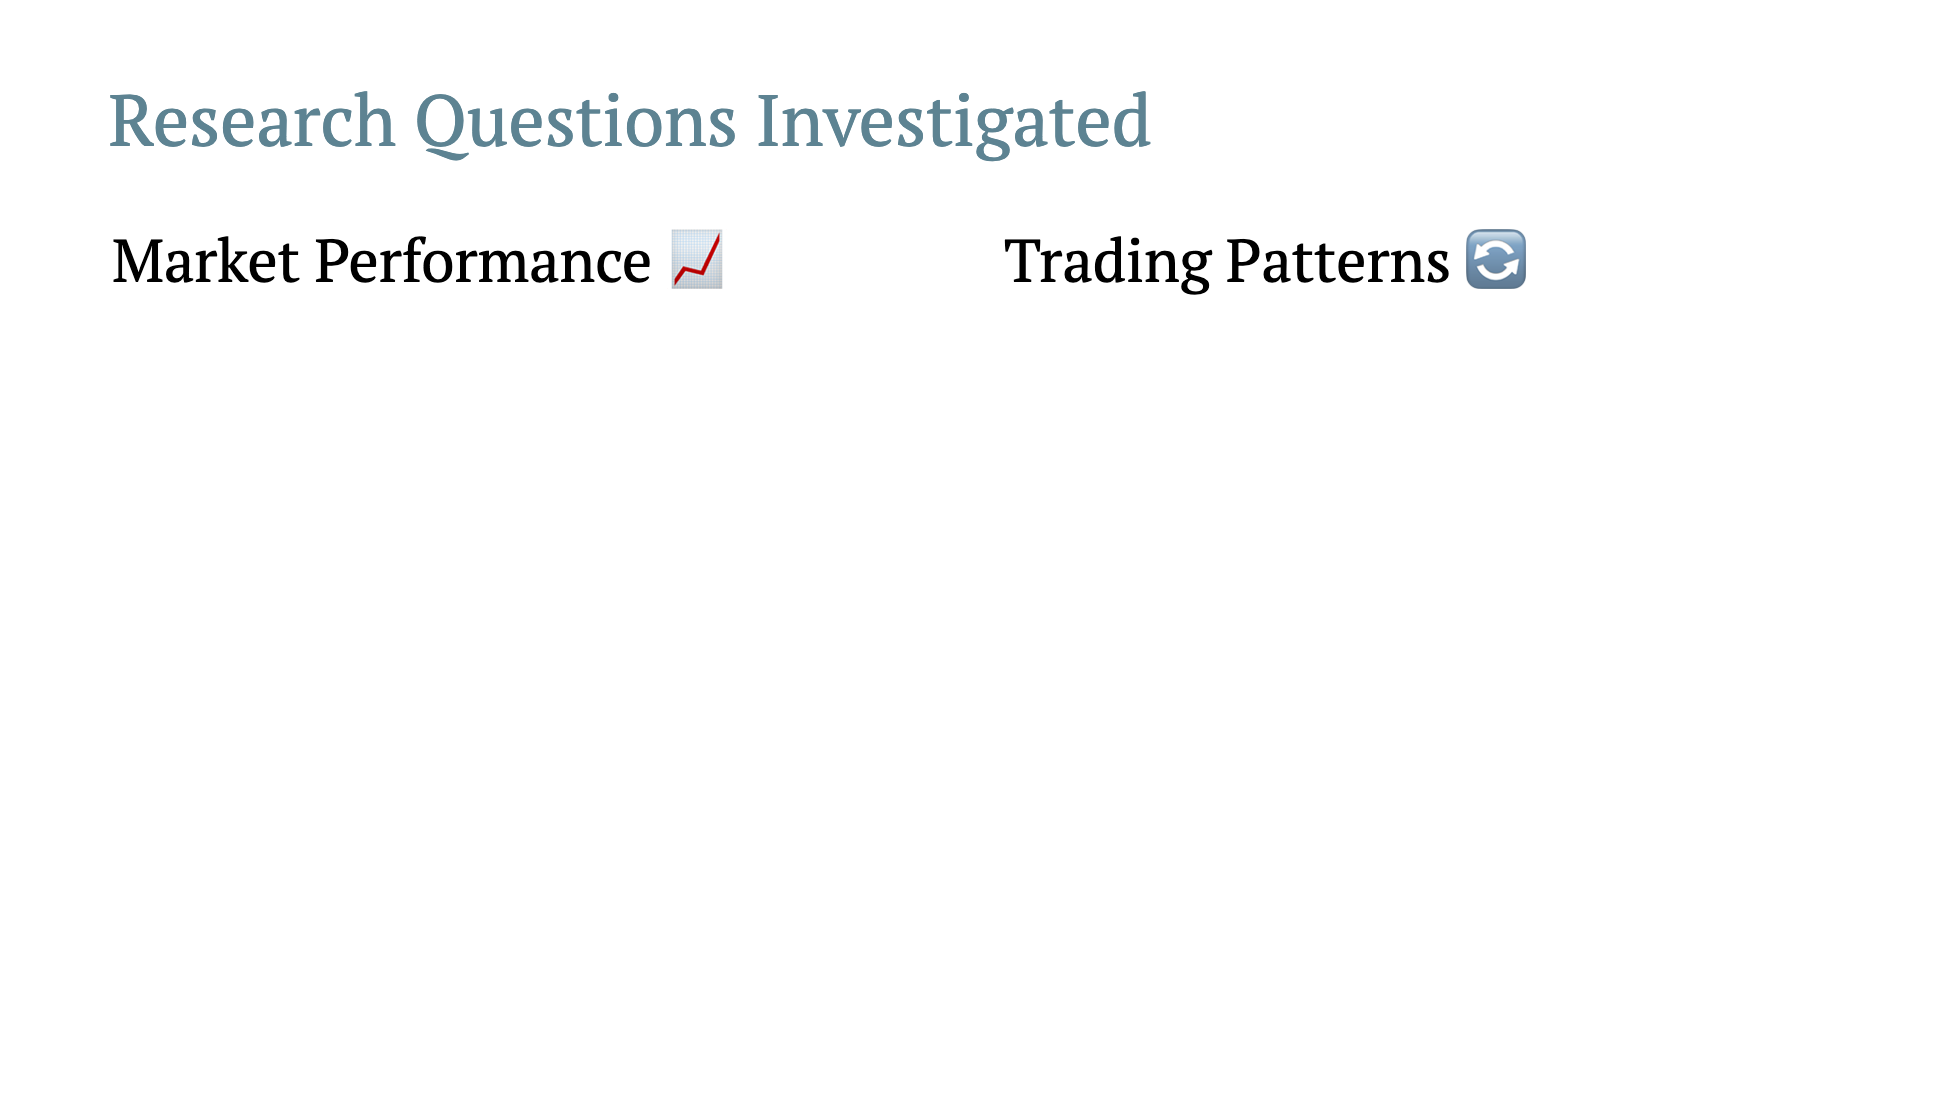 Research Questions Investigated
Market Performance 📈
Trading Patterns 🔄